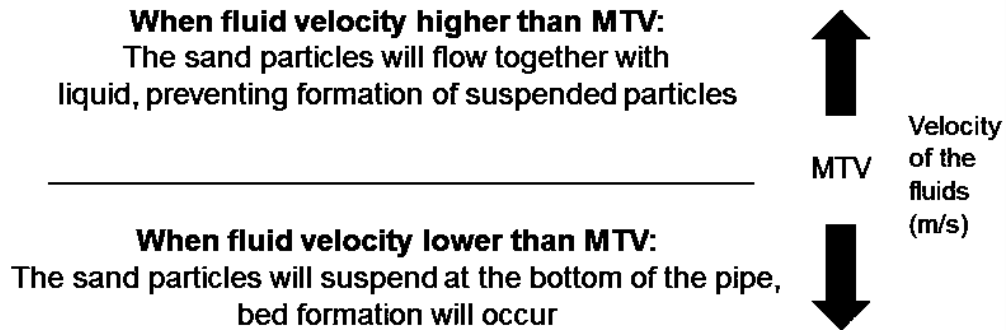 When fluid velocity higher than MTV:
The sand particles will flow together with
liquid, preventing formation of suspended particles
Velocity
of the
fluids
(m/s)
MTV
When fluid velocity lower than MTV:
The sand particles will suspend at the bottom of the pipe,
bed formation will occur